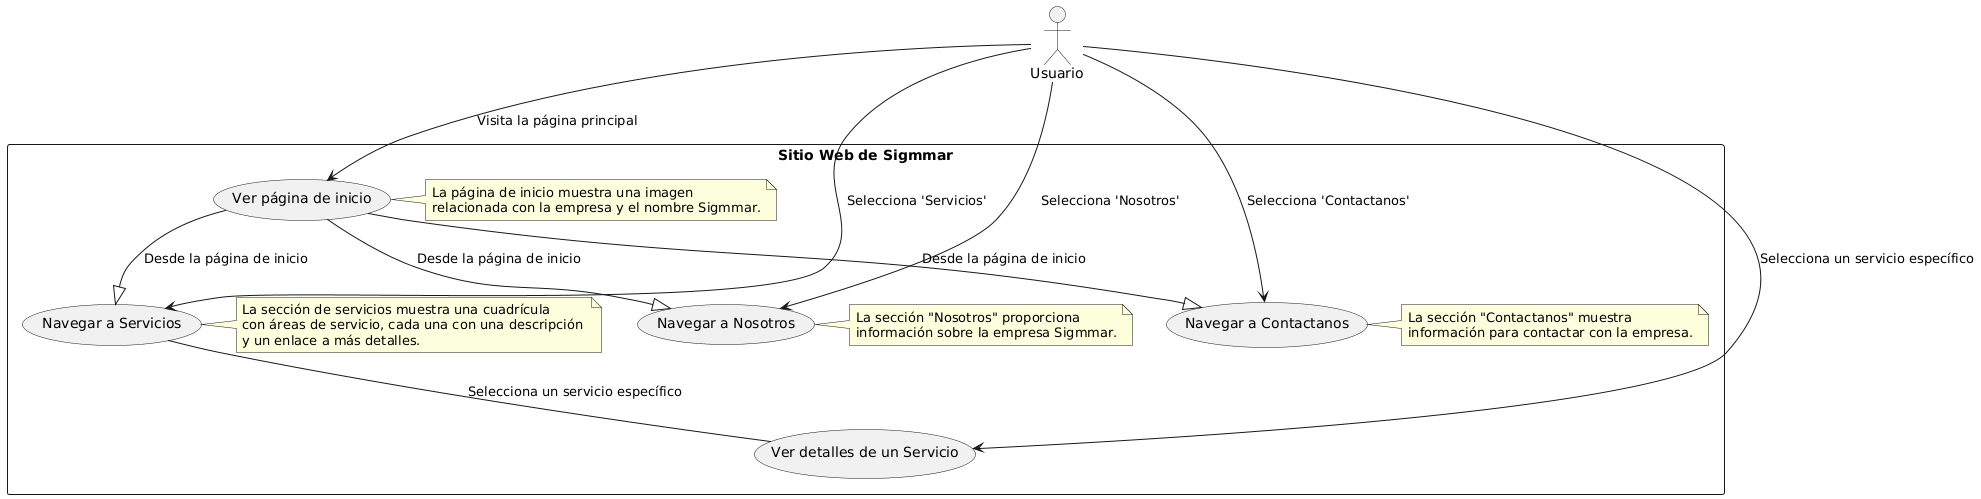 Usuario
Visita la página principal
Sitio Web de Sigmmar
Ver página de inicio
La página de inicio muestra una imagen
relacionada con la empresa y el nombre Sigmmar.
Selecciona 'Servicios'
Selecciona 'Nosotros'
Selecciona 'Contactanos'
Desde la página de inicio
Desde la página de inicio
Desde la página de inicio
Selecciona un servicio específico
Navegar a Servicios
La sección de servicios muestra una cuadrícula
con áreas de servicio, cada una con una descripción
y un enlace a más detalles.
Navegar a Nosotros
La sección "Nosotros" proporciona
información sobre la empresa Sigmmar.
Navegar a Contactanos
La sección "Contactanos" muestra
información para contactar con la empresa.
Selecciona un servicio específico
Ver detalles de un Servicio